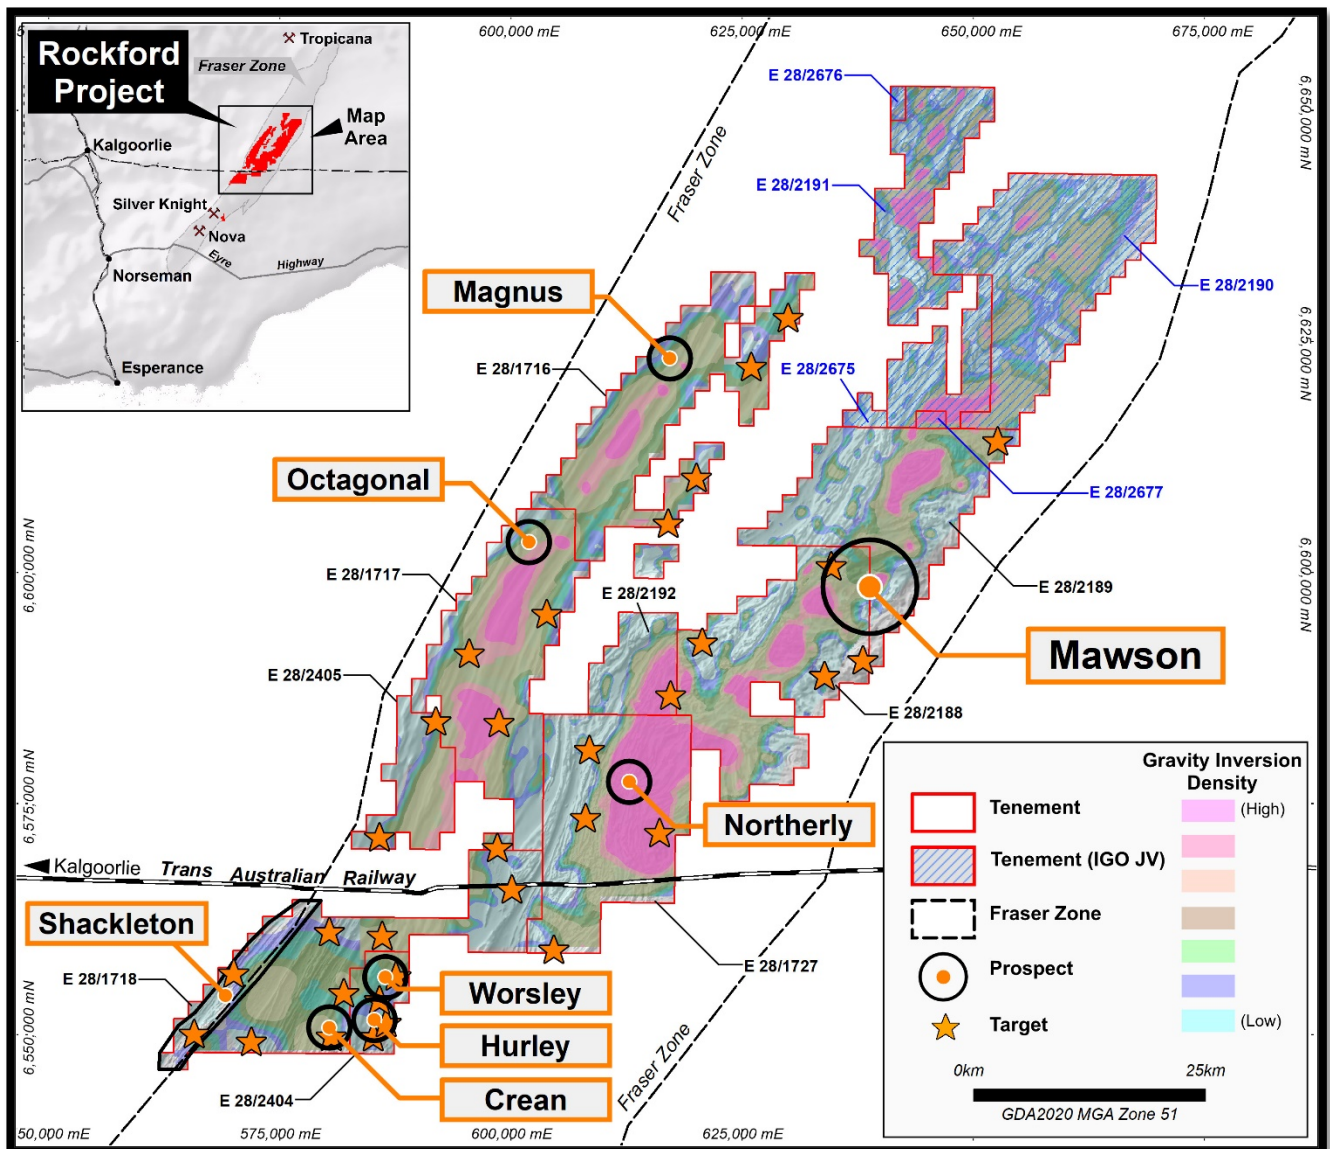 600,000 mE
625,000 mE
650,000 mE
675,000 mE
Rockford
Project
Tropicana
Fraser Zone
Map
Area
Kalgoorlie
Silver Knight
Nova
Eyre
Highway
Norseman
Esperance
E 28/2676
Fraser Zone
E 28/2191
6,650,000 mN
E 28/2190
Magnus
E 28/1716
E 28/2675
6,625,000 mN
Octagonal
E 28/2677
6,600,000 mN
E 28/1717
E 28/2192
E 28/2189
6,600,000 mN
Mawson
E 28/2405
E 28/2188
6,575,000 mN
Northerly
Kalgoorlie
Trans Australian Railway
Shackleton
E 28/1718
E 28/1727
Worsley
Hurley
Crean
6,550,000 mN
E 28/2404
Fraser Zone
Gravity Inversion
Density
Tenement
(High)
Tenement (IGO JV)
Fraser Zone
Prospect
Target
(Low)
0km
25km
GDA2020 MGA Zone 51
50,000 mE
575,000 mE
600,000 mE
625,000 mE